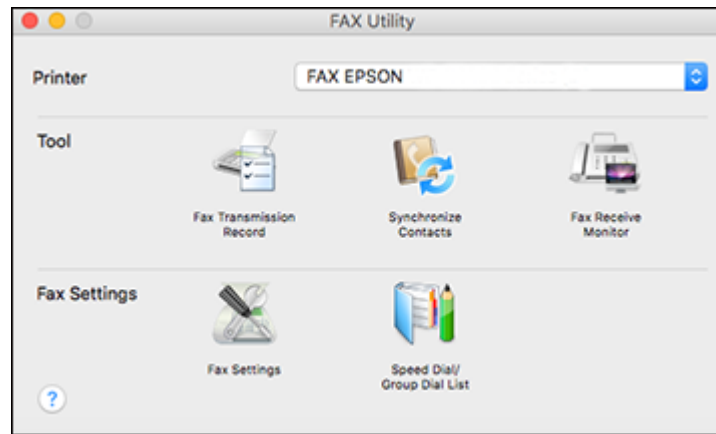 FAX Utility
Printer
FAX EPSON
Tool
Fax Transmission
Record
Synchronize
Contacts
Fax Receive
Monitor
Fax Settings
Fax Settings
Speed Dial/
Group Dial List
?